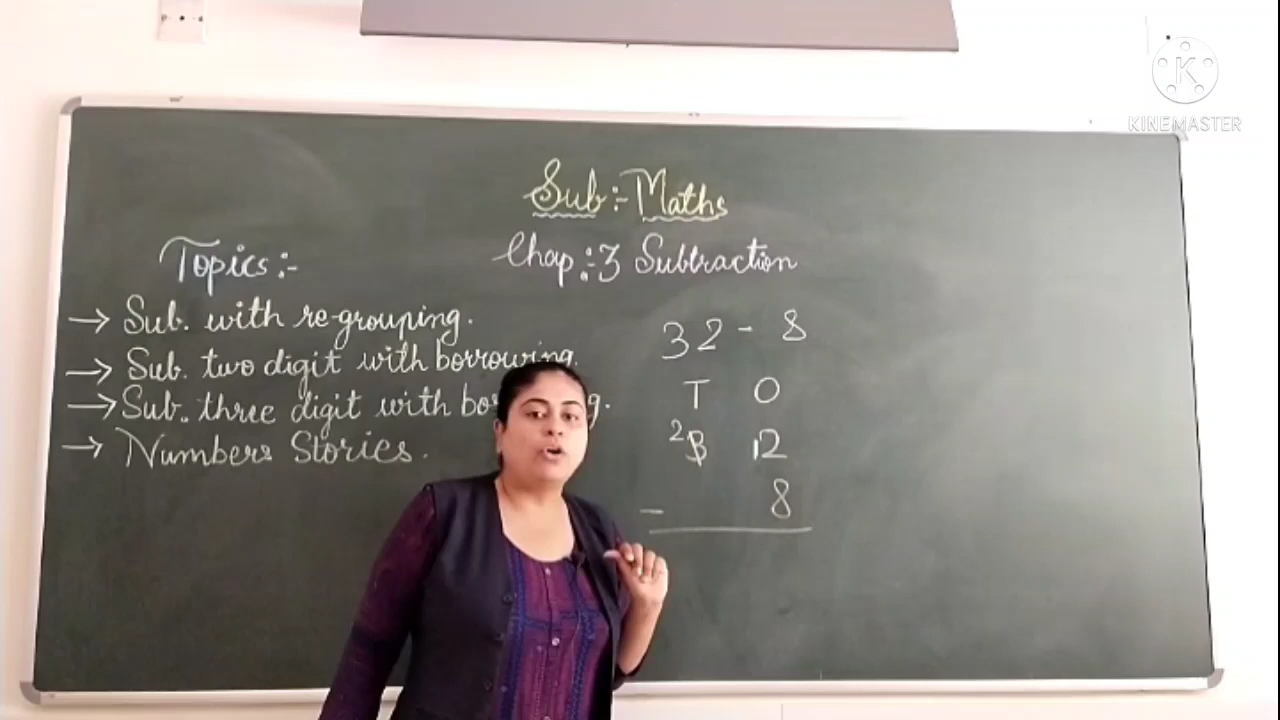 KINEMASTER
Sub:- Maths
Chap:-3 Subtraction
Topics:-
→ Sub. with re-grouping.
→ Sub. two digit with borrowing.
→ Sub. three digit with bo g.
→ Numbers Stories.
32 - 8
T O
2 3 12
- 8